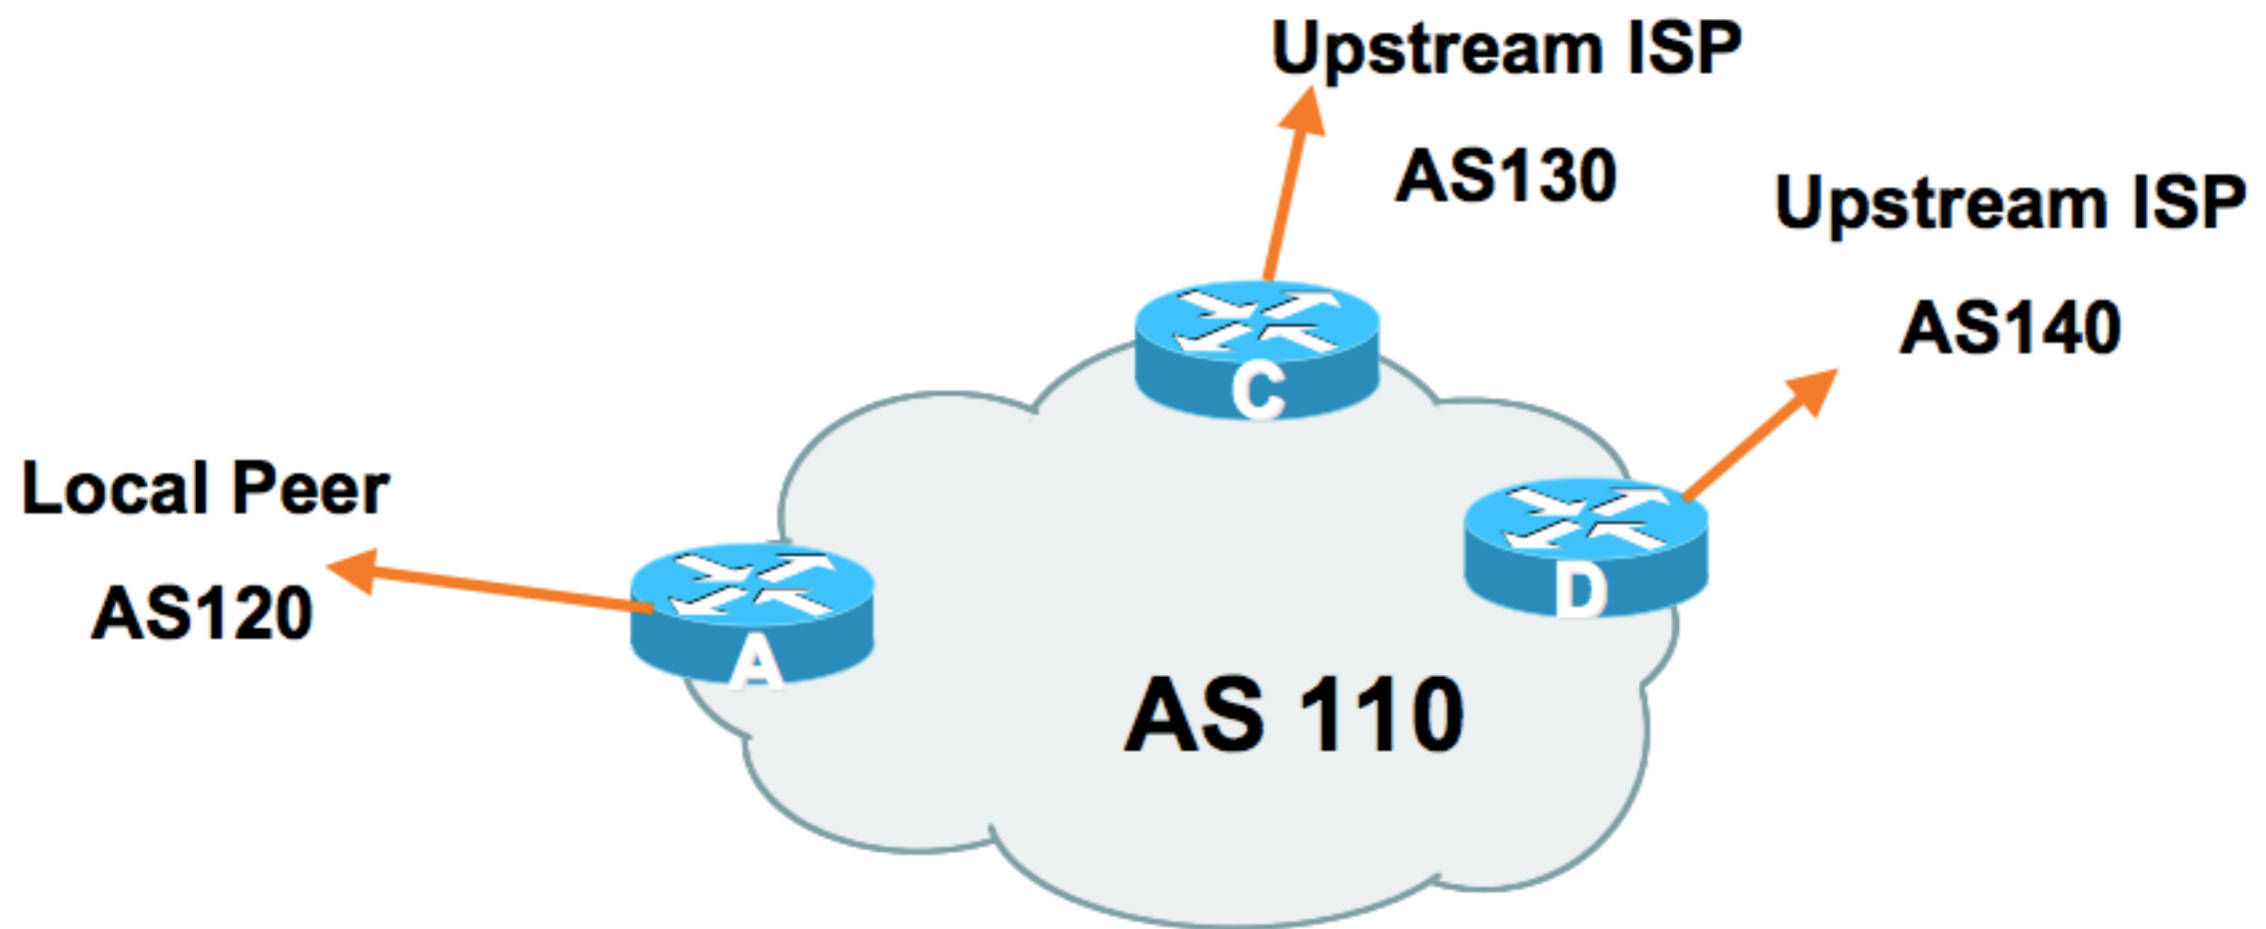 Upstream ISP
AS130
Upstream ISP
AS140
C
Local Peer
AS120
D
A
AS 110